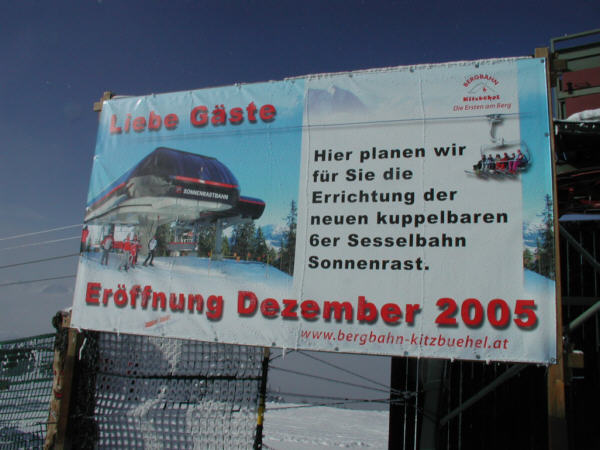 Liebe Gäste
BERGBAHN
Kitzbühel
Die Ersten am Berg
SONNENRASTBAHN
Hier planen wir
für Sie die
Errichtung der
neuen kuppelbaren
6er Sesselbahn
Sonnenrast.
Eröffnung Dezember 2005
www.bergbahn-kitzbuehel.at